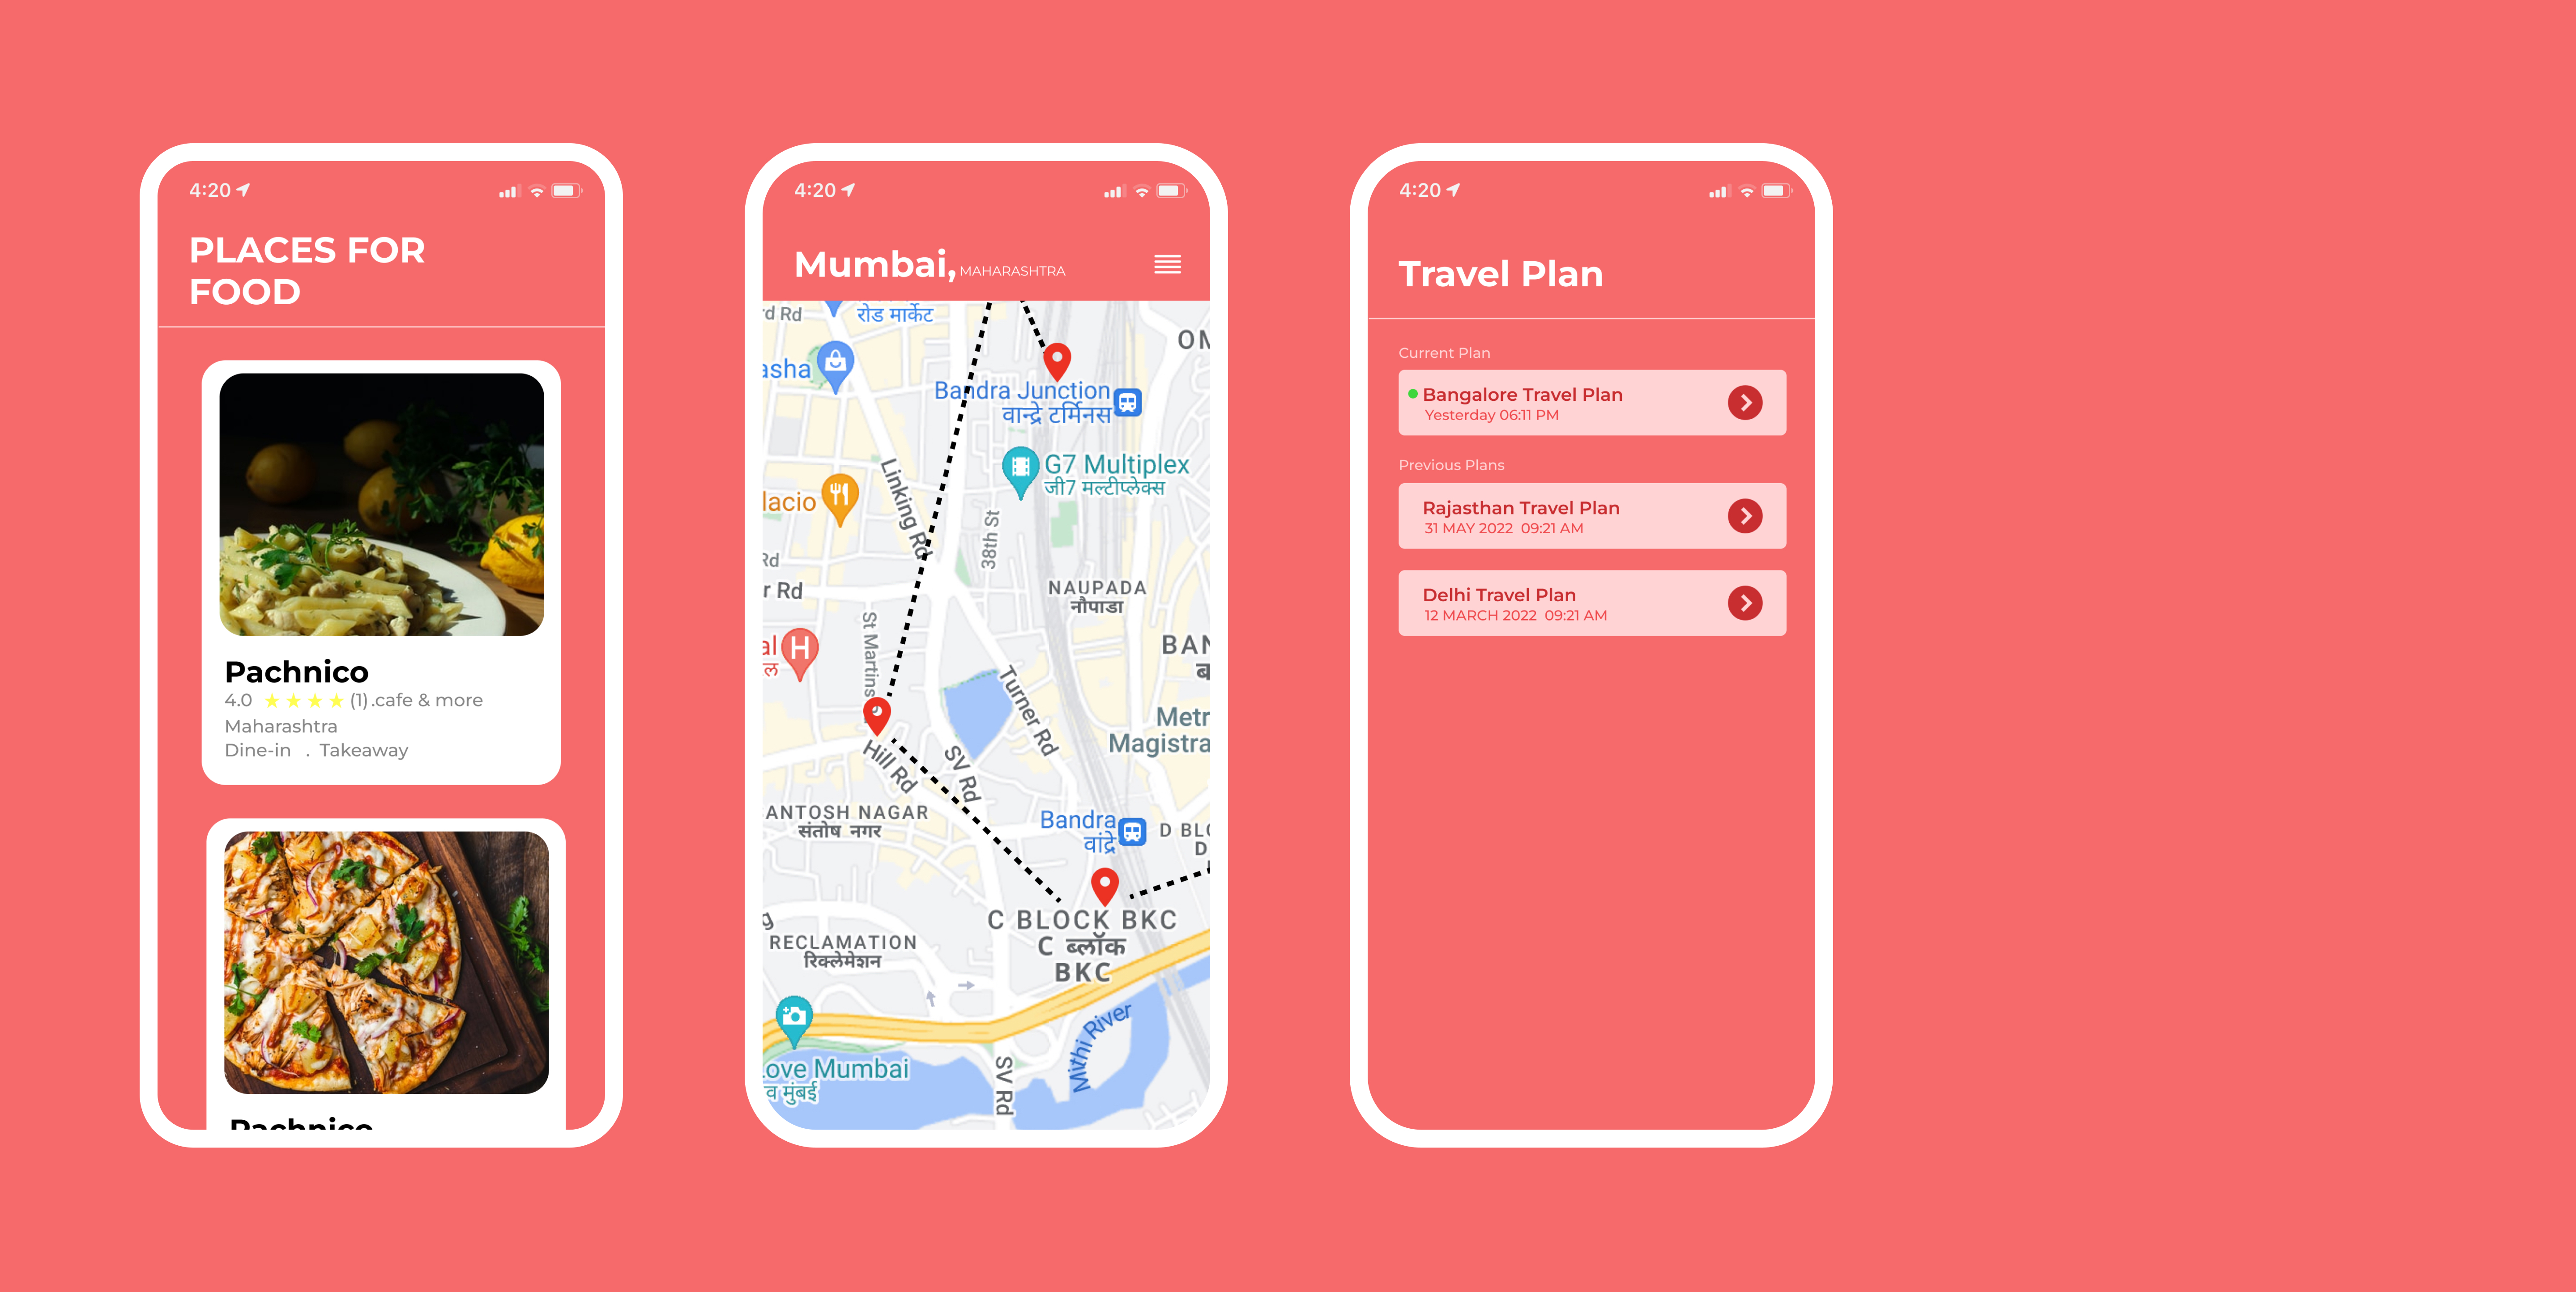 4:20
PLACES FOR
FOOD
Pachnico
4.0 ★★★★ (1) .cafe & more
Maharashtra
Dine-in . Takeaway
Pachnico
4:20
Mumbai, MAHARASHTRA
rd Rd
रोड मार्केट
OM
asha
Bandra Junction
वान्द्रे टर्मिनस
G7 Multiplex
जी7 मल्टीप्लेक्स
lacio
Linking Rd
38th St
Rd
r Rd
NAUPADA
नौपाडा
St Martins
al
ल
H
BAN
Turner Rd
Metr
Magistra
Hill Rd
SV Rd
ANTOSH NAGAR
संतोष नगर
Bandra
वांद्रे
D BLO
D
C BLOCK BKC
C ब्लॉक
BKC
RECLAMATION
रिक्लेमेशन
Mithi River
ove Mumbai
व मुंबई
SV Rd
4:20
Travel Plan
Current Plan
Bangalore Travel Plan
Yesterday 06:11 PM
Previous Plans
Rajasthan Travel Plan
31 MAY 2022 09:21 AM
Delhi Travel Plan
12 MARCH 2022 09:21 AM